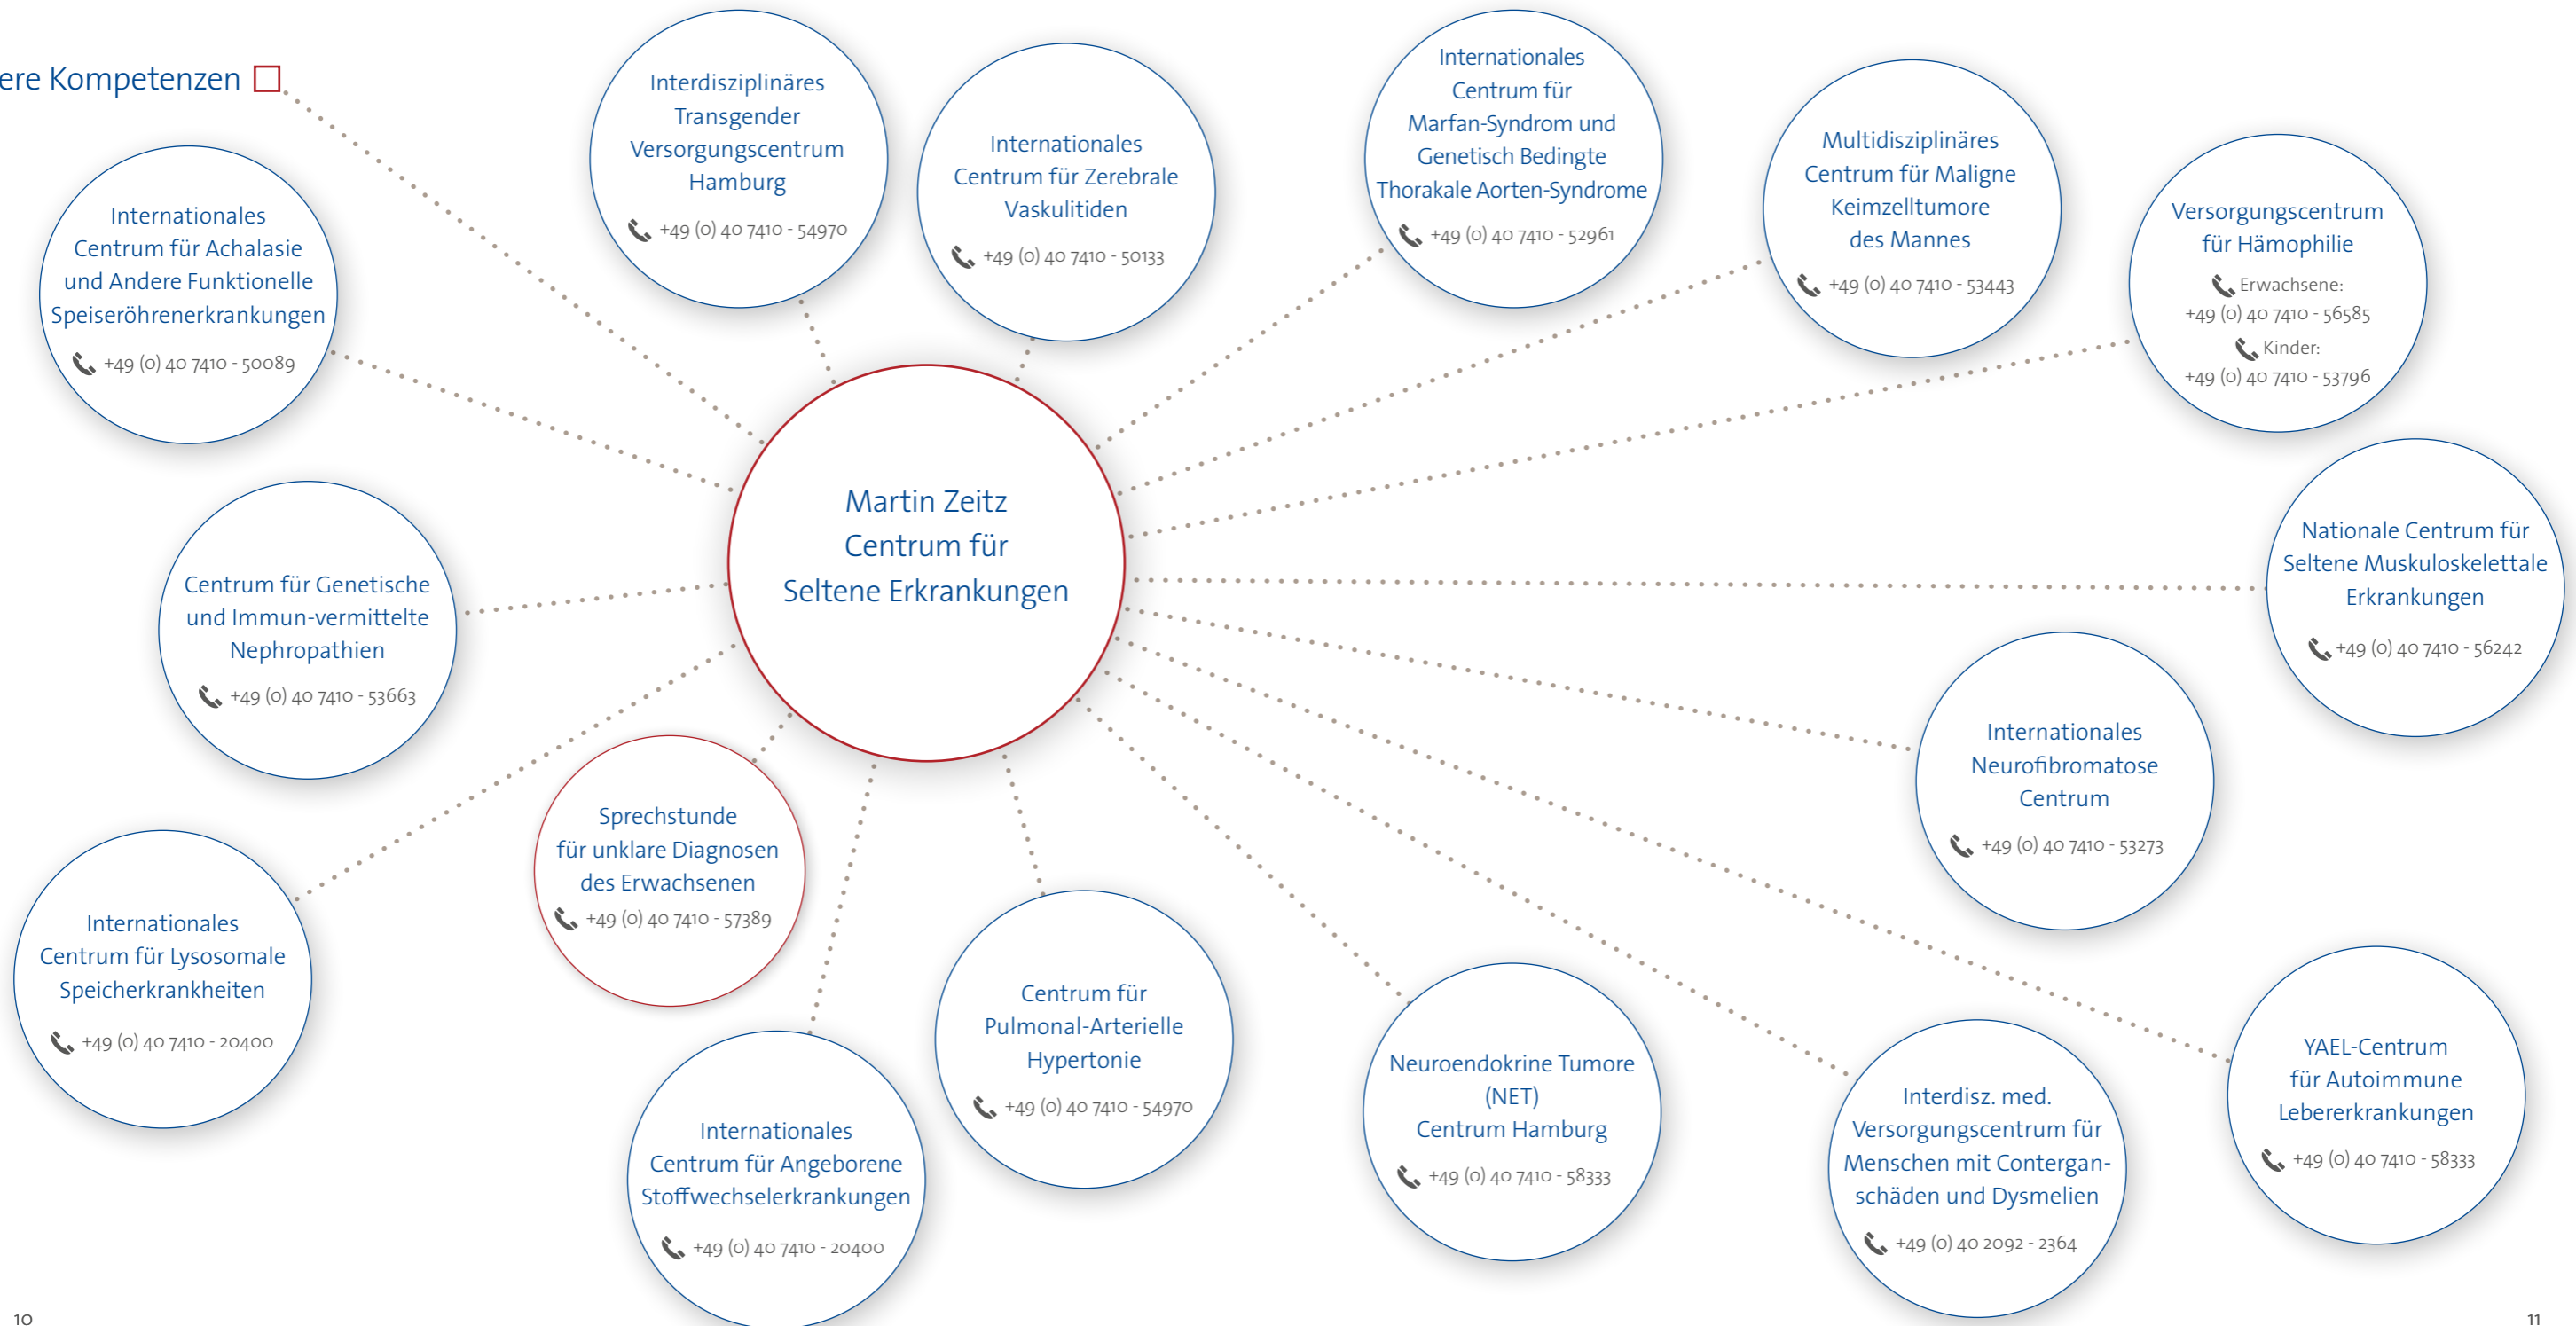 ere Kompetenzen
Interdisziplinäres
Transgender
Versorgungscentrum
Hamburg
+49 (0) 40 7410 - 54970
Internationales
Centrum für Zerebrale
Vaskulitiden
+49 (0) 40 7410 - 50133
Internationales
Centrum für
Marfan-Syndrom und
Genetisch Bedingte
Thorakale Aorten-Syndrome
+49 (0) 40 7410 - 52961
Multidisziplinäres
Centrum für Maligne
Keimzelltumore
des Mannes
+49 (0) 40 7410 - 53443
Versorgungscentrum
für Hämophilie
Erwachsene:
+49 (0) 40 7410 - 56585
Kinder:
+49 (0) 40 7410 - 53796
Internationales
Centrum für Achalasie
und Andere Funktionelle
Speiseröhrenerkrankungen
+49 (0) 40 7410 - 50089
Martin Zeitz
Centrum für
Seltene Erkrankungen
Nationale Centrum für
Seltene Muskuloskelettale
Erkrankungen
+49 (0) 40 7410 - 56242
Centrum für Genetische
und Immun-vermittelte
Nephropathien
+49 (0) 40 7410 - 53663
Internationales
Neurofibromatose
Centrum
+49 (0) 40 7410 - 53273
Sprechstunde
für unklare Diagnosen
des Erwachsenen
+49 (0) 40 7410 - 57389
Internationales
Centrum für Lysosomale
Speicherkrankheiten
+49 (0) 40 7410 - 20400
Centrum für
Pulmonal-Arterielle
Hypertonie
+49 (0) 40 7410 - 54970
Neuroendokrine Tumore
(NET)
Centrum Hamburg
+49 (0) 40 7410 - 58333
YAEL-Centrum
für Autoimmune
Lebererkrankungen
+49 (0) 40 7410 - 58333
Internationales
Centrum für Angeborene
Stoffwechselerkrankungen
+49 (0) 40 7410 - 20400
Interdisz. med.
Versorgungscentrum für
Menschen mit Contergan-
schäden und Dysmelien
+49 (0) 40 2092 - 2364
10
11